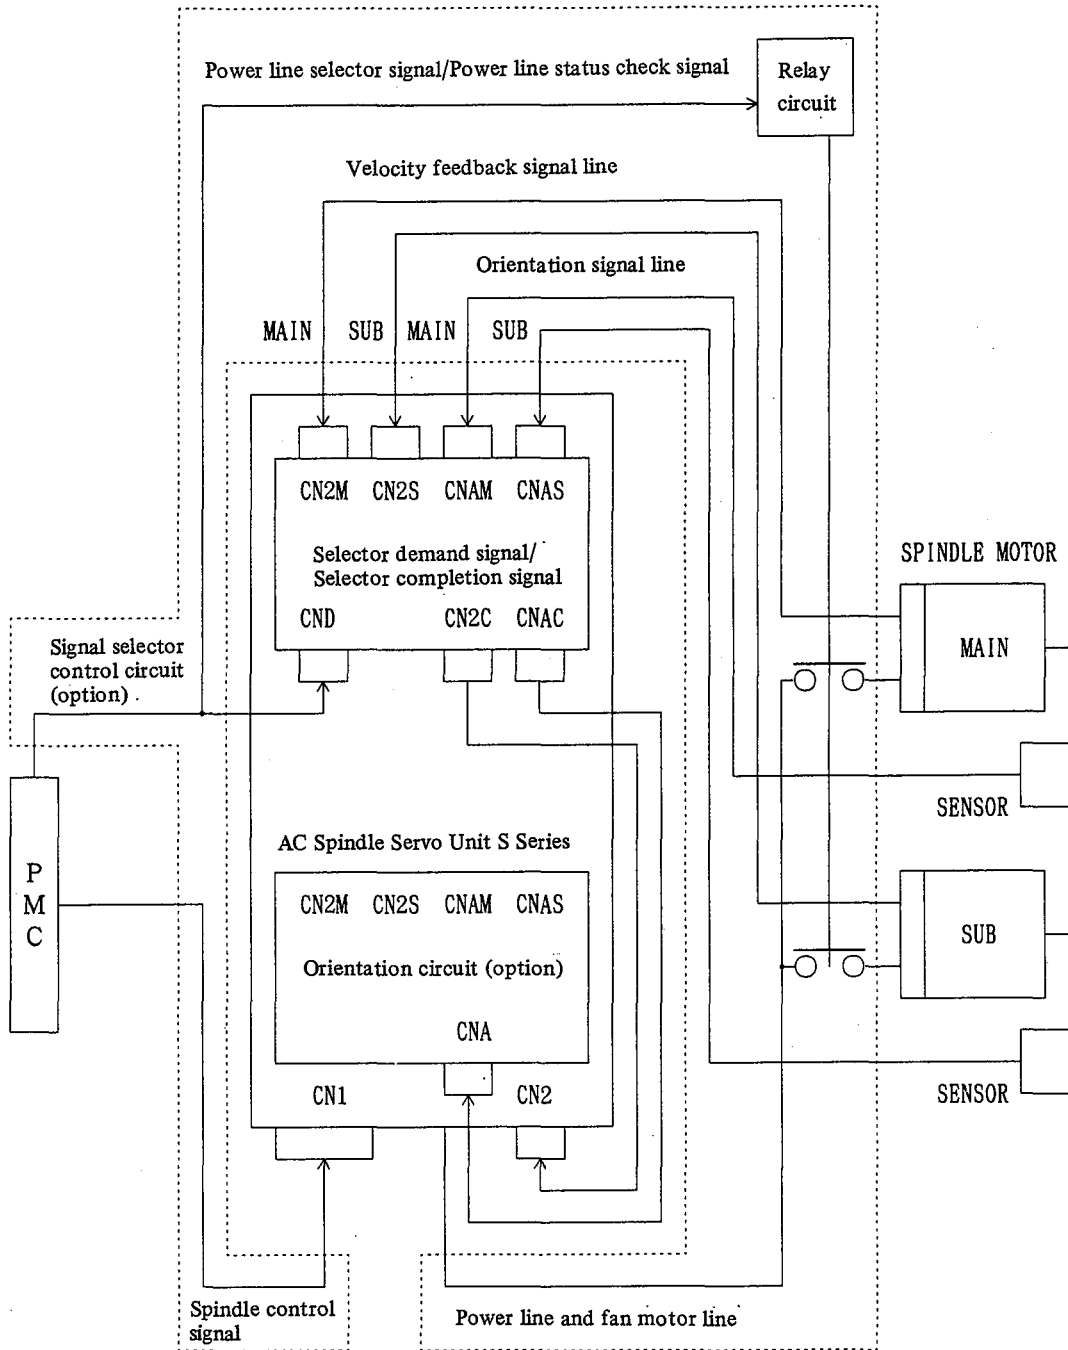 Power line selector signal/Power line status check signal
Relay
circuit
Velocity feedback signal line
Orientation signal line
MAIN SUB MAIN SUB
CN2M CN2S CNAM CNAS
Selector demand signal/
Selector completion signal
CND CN2C CNAC
SPINDLE MOTOR
MAIN
Signal selector
control circuit
(option)
SENSOR
AC Spindle Servo Unit S Series
P
M
C
CN2M CN2S CNAM CNAS
SUB
Orientation circuit (option)
CNA
CN1 CN2
SENSOR
Spindle control
signal
Power line and fan motor line